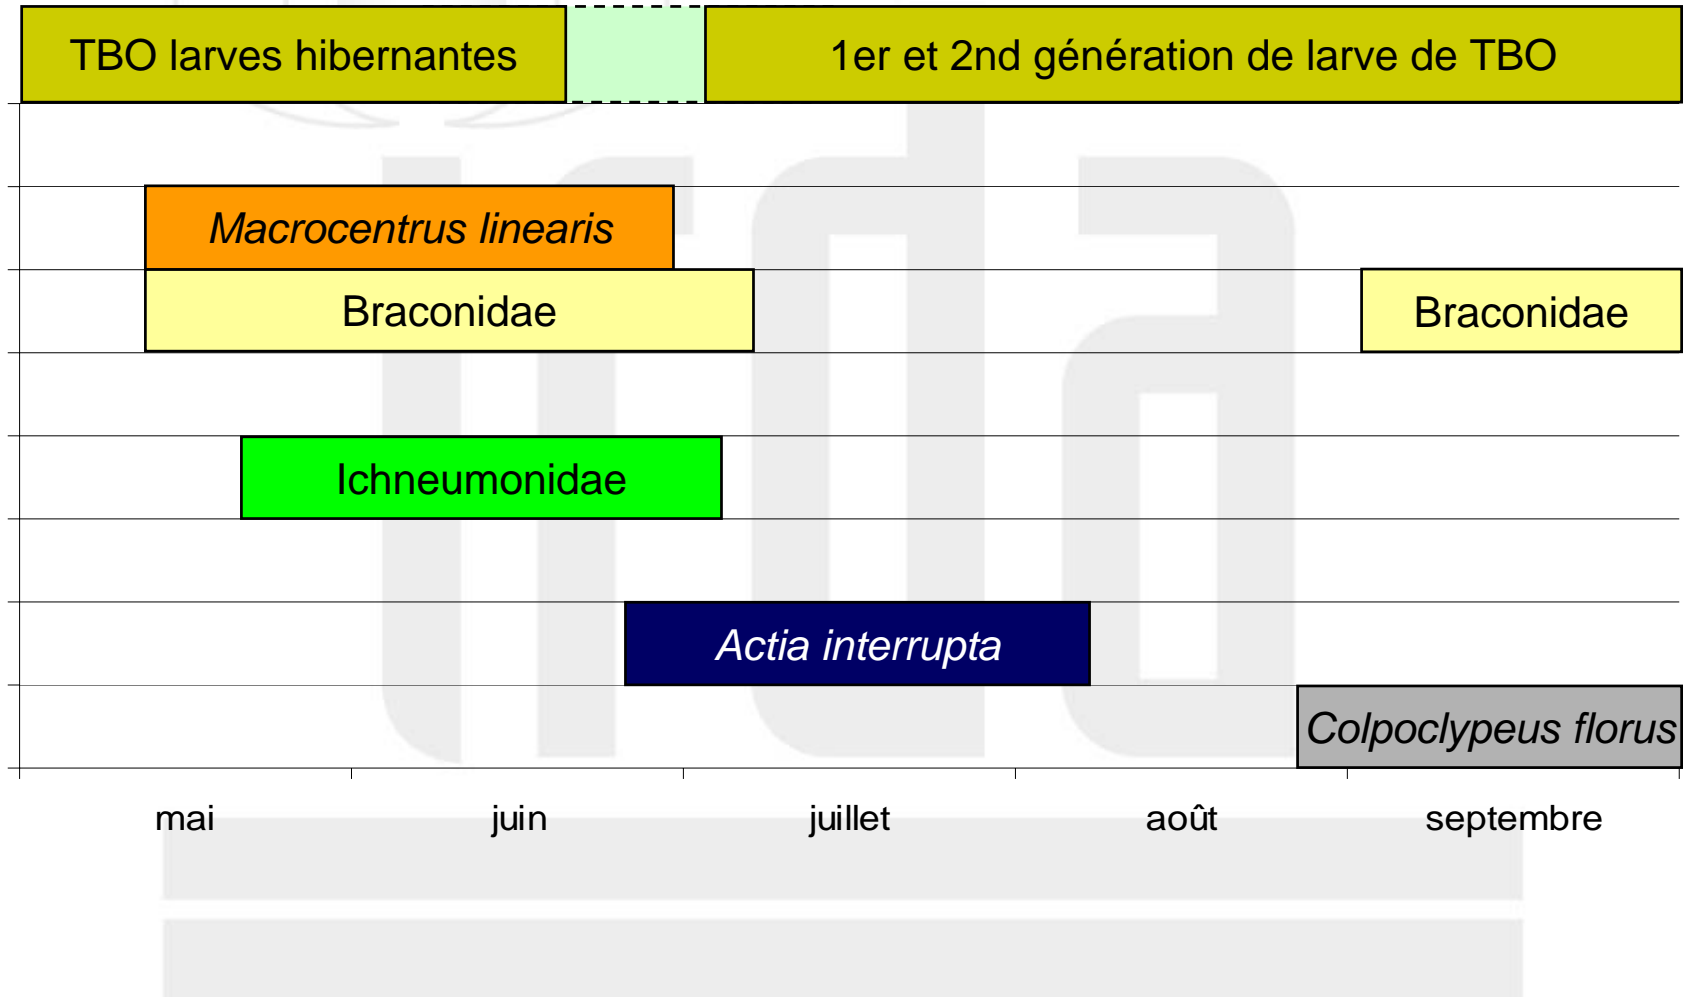 TBO larves hibernantes
1er et 2nd génération de larve de TBO
Macrocentrus linearis
Braconidae
Braconidae
Ichneumonidae
Actia interrupta
Colpoclypeus florus
mai
juin
juillet
août
septembre
irda